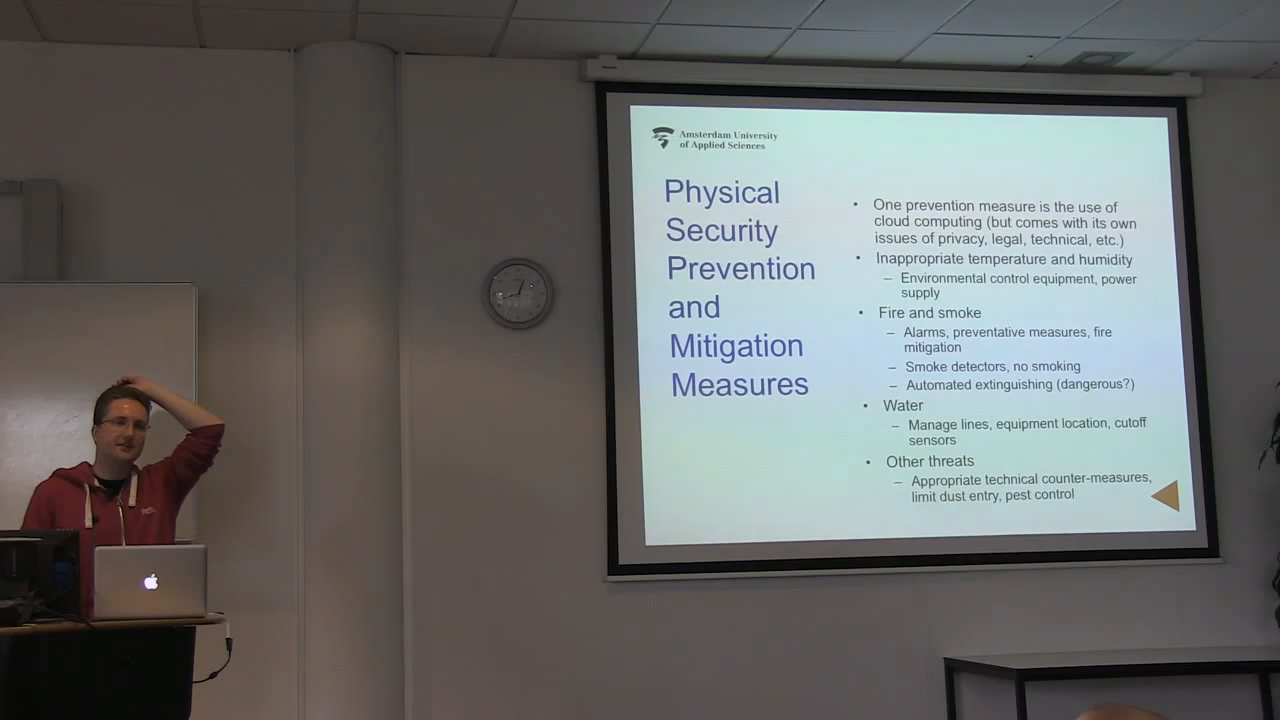 Amsterdam University
of Applied Sciences
Physical
Security
Prevention
and
Mitigation
Measures
• One prevention measure is the use of
cloud computing (but comes with its own
issues of privacy, legal, technical, etc.)
• Inappropriate temperature and humidity
– Environmental control equipment, power
supply
• Fire and smoke
– Alarms, preventative measures, fire
mitigation
– Smoke detectors, no smoking
– Automated extinguishing (dangerous?)
• Water
– Manage lines, equipment location, cutoff
sensors
• Other threats
– Appropriate technical counter-measures,
limit dust entry, pest control